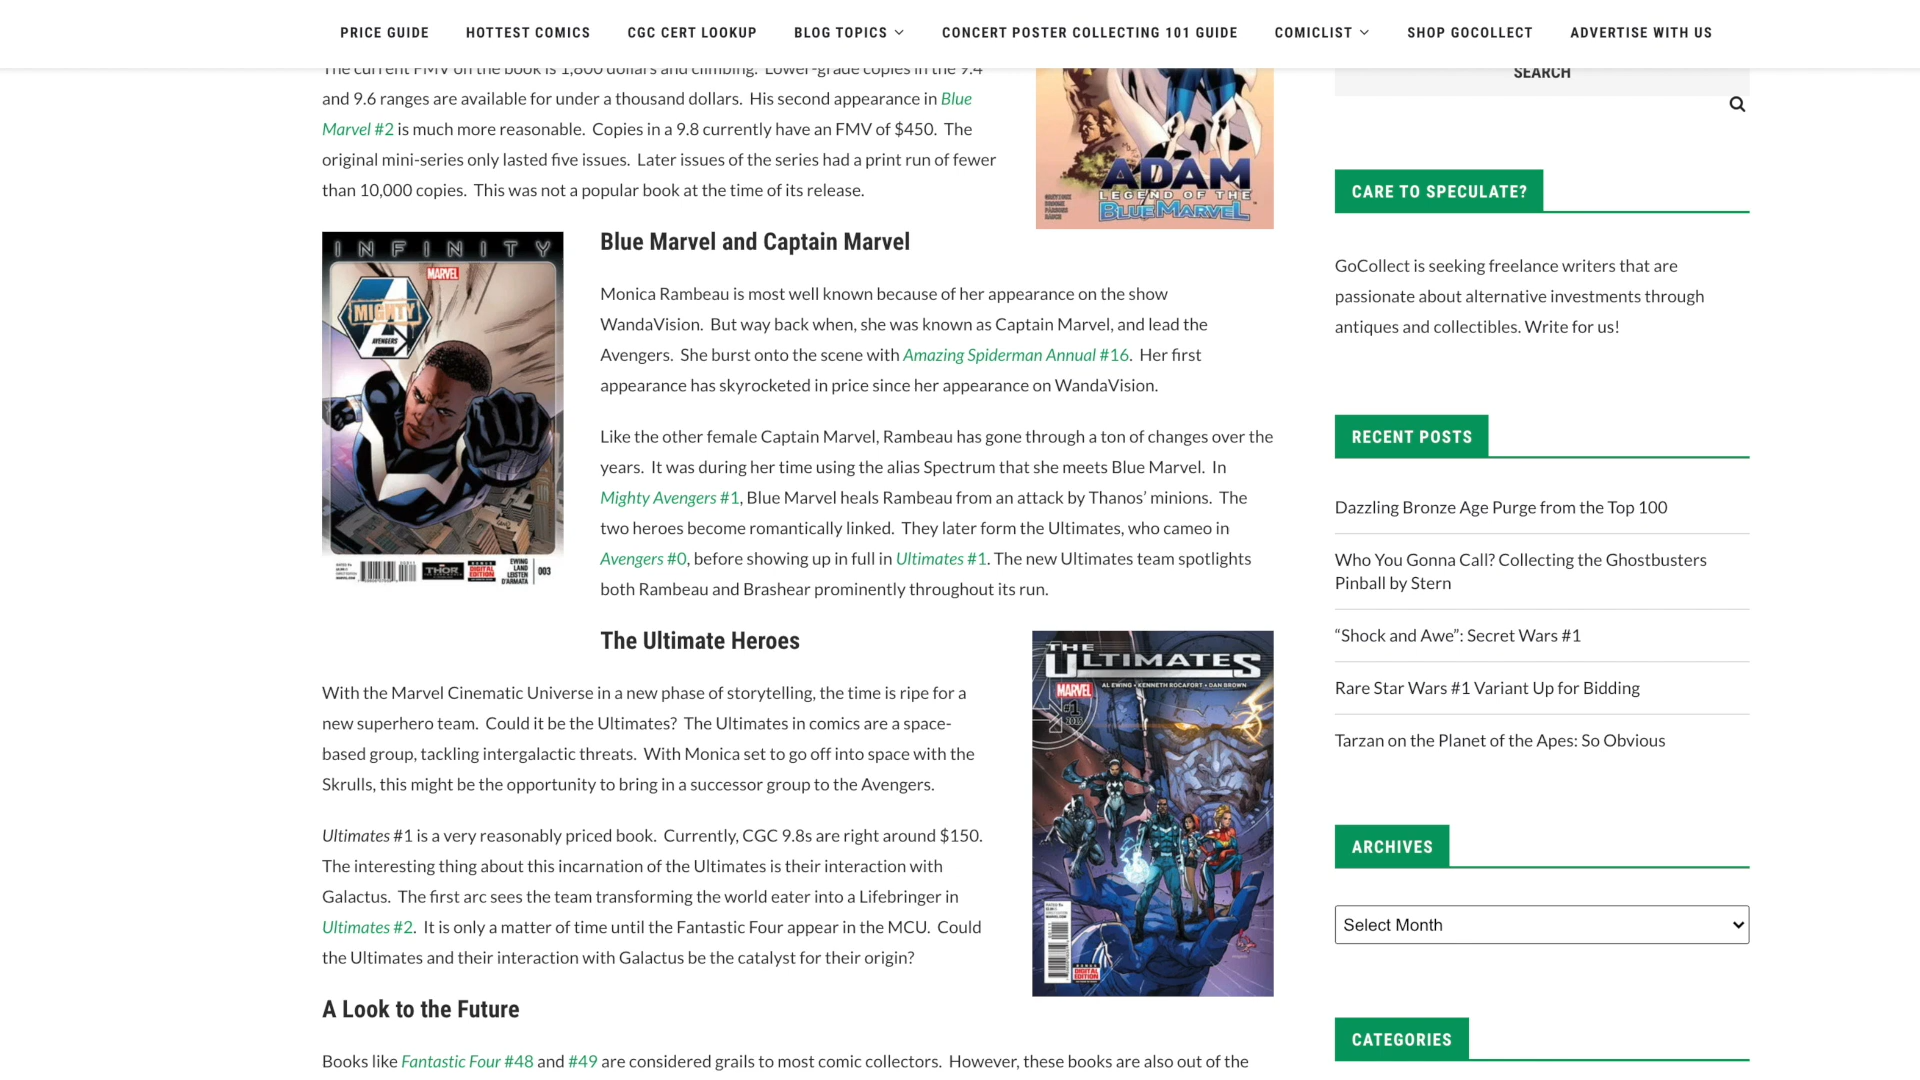 PRICE GUIDE HOTTEST COMICS CGC CERT LOOKUP BLOG TOPICS CONCERT POSTER COLLECTING 101 GUIDE COMICLIST SHOP GOCOLLECT ADVERTISE WITH US
The current FMV on the book is 1,800 dollars and climbing.  Lower-grade copies in the 9.4
and 9.6 ranges are available for under a thousand dollars.  His second appearance in Blue
Marvel #2 is much more reasonable.  Copies in a 9.8 currently have an FMV of $450.  The
original mini-series only lasted five issues.  Later issues of the series had a print run of fewer
than 10,000 copies.  This was not a popular book at the time of its release.
ADAM
LEGEND OF THE
BLUE MARVEL
INFINITY
MARVEL
MIGHTY
AVENGERS
DIGITAL
EDITION
THOR
EWING
LAND
LEISTEN
D'ARMATA
003
Blue Marvel and Captain Marvel
Monica Rambeau is most well known because of her appearance on the show
WandaVision.  But way back when, she was known as Captain Marvel, and lead the
Avengers.  She burst onto the scene with Amazing Spiderman Annual #16.  Her first
appearance has skyrocketed in price since her appearance on WandaVision.
Like the other female Captain Marvel, Rambeau has gone through a ton of changes over the
years.  It was during her time using the alias Spectrum that she meets Blue Marvel.  In
Mighty Avengers #1, Blue Marvel heals Rambeau from an attack by Thanos’ minions.  The
two heroes become romantically linked.  They later form the Ultimates, who cameo in
Avengers #0, before showing up in full in Ultimates #1. The new Ultimates team spotlights
both Rambeau and Brashear prominently throughout its run.
The Ultimate Heroes
With the Marvel Cinematic Universe in a new phase of storytelling, the time is ripe for a
new superhero team.  Could it be the Ultimates?  The Ultimates in comics are a space-
based group, tackling intergalactic threats.  With Monica set to go off into space with the
Skrulls, this might be the opportunity to bring in a successor group to the Avengers.
Ultimates #1 is a very reasonably priced book.  Currently, CGC 9.8s are right around $150.
The interesting thing about this incarnation of the Ultimates is their interaction with
Galactus.  The first arc sees the team transforming the world eater into a Lifebringer in
Ultimates #2.  It is only a matter of time until the Fantastic Four appear in the MCU.  Could
the Ultimates and their interaction with Galactus be the catalyst for their origin?
THE
ULTIMATES
AL EWING • KENNETH ROCAFORT • DAN BROWN
MARVEL
#1
DIGITAL
EDITION
A Look to the Future
Books like Fantastic Four #48 and #49 are considered grails to most comic collectors.  However, these books are also out of the
SEARCH
CARE TO SPECULATE?
GoCollect is seeking freelance writers that are
passionate about alternative investments through
antiques and collectibles. Write for us!
RECENT POSTS
Dazzling Bronze Age Purge from the Top 100
Who You Gonna Call? Collecting the Ghostbusters
Pinball by Stern
“Shock and Awe”: Secret Wars #1
Rare Star Wars #1 Variant Up for Bidding
Tarzan on the Planet of the Apes: So Obvious
ARCHIVES
Select Month
CATEGORIES